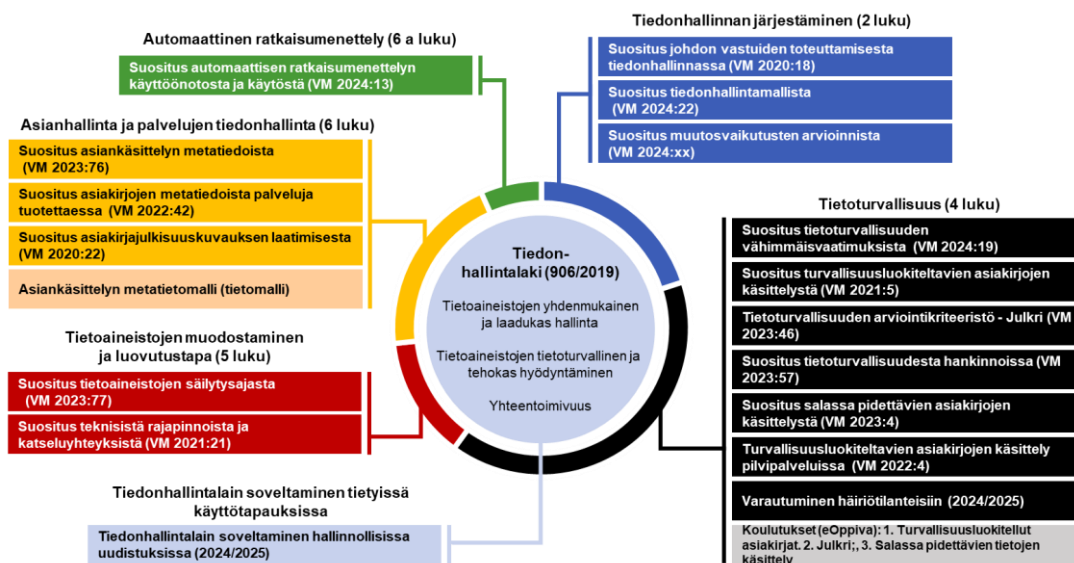 Automaattinen ratkaisumenettely (6 a luku)
Suositus automaattisen ratkaisumenettelyn
käyttöönotosta ja käytöstä (VM 2024:13)
Asianhallinta ja palvelujen tiedonhallinta (6 luku)
Suositus asiankäsittelyn metatiedoista
(VM 2023:76)
Suositus asiakirjojen metatiedoista palveluja
tuotettaessa (VM 2022:42)
Suositus asiakirjajulkisuuskuvauksen laatimisesta
(VM 2020:22)
Asiankäsittelyn metatietomalli (tietomalli)
Tietoaineistojen muodostaminen
ja luovutustapa (5 luku)
Suositus tietoaineistojen säilytysajasta
(VM 2023:77)
Suositus teknisistä rajapinnoista ja
katseluyhteyksistä (VM 2021:21)
Tiedonhallintalain soveltaminen tietyissä
käyttötapauksissa
Tiedonhallintalain soveltaminen hallinnollisissa
uudistuksissa (2024/2025)
Tiedon-
hallintalaki (906/2019)
Tietoaineistojen yhdenmukainen
ja laadukas hallinta
Tietoaineistojen tietoturvallinen ja
tehokas hyödyntäminen
Yhteentoimivuus
Tiedonhallinnan järjestäminen (2 luku)
Suositus johdon vastuiden toteuttamisesta
tiedonhallinnassa (VM 2020:18)
Suositus tiedonhallintamallista
(VM 2024:22)
Suositus muutosvaikutusten arvioinnista
(VM 2024:xx)
Tietoturvallisuus (4 luku)
Suositus tietoturvallisuuden
vähimmäisvaatimuksista (VM 2024:19)
Suositus turvallisuusluokiteltavien asiakirjojen
käsittelystä (VM 2021:5)
Tietoturvallisuuden arviointikriteeristö - Julkri (VM
2023:46)
Suositus tietoturvallisuudesta hankinnoissa (VM
2023:57)
Suositus salassa pidettävien asiakirjojen
käsittelystä (VM 2023:4)
Turvallisuusluokiteltavien asiakirjojen käsittely
pilvipalveluissa (VM 2022:4)
Varautuminen häiriötilanteisiin (2024/2025)
Koulutukset (eOppiva): 1. Turvallisuusluokitellut
asiakirjat. 2. Julkri;, 3. Salassa pidettävien tietojen
käsittely